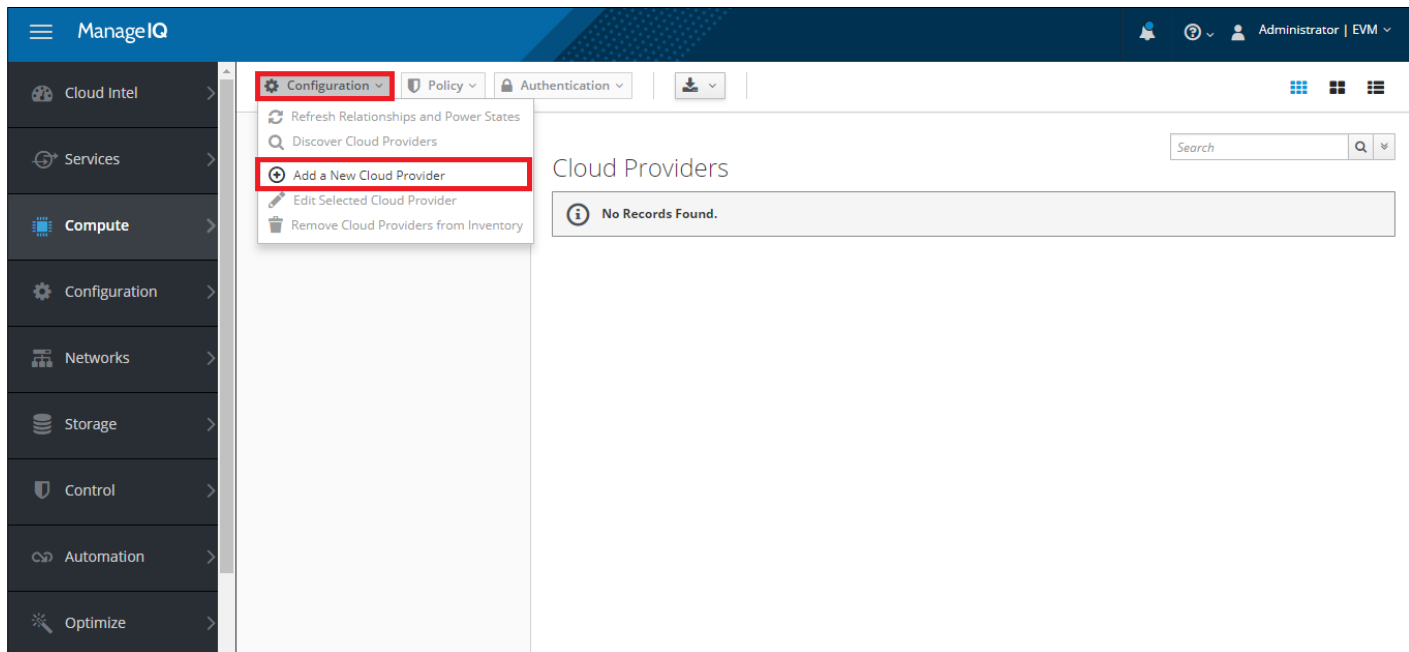 ManageIQ
Administrator | EVM
Cloud Intel
Services
Compute
Configuration
Networks
Storage
Control
Automation
Optimize
Configuration
Policy
Authentication
Refresh Relationships and Power States
Discover Cloud Providers
Add a New Cloud Provider
Edit Selected Cloud Provider
Remove Cloud Providers from Inventory
Search
Cloud Providers
No Records Found.